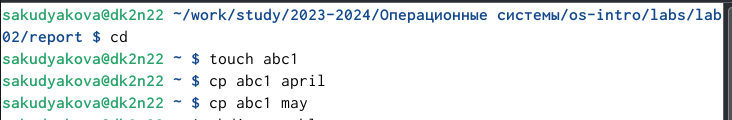 sakudyakova@dk2n22 ~/work/study/2023-2024/Операционные системы/os-intro/labs/lab
02/report $ cd
sakudyakova@dk2n22 ~ $ touch abc1
sakudyakova@dk2n22 ~ $ cp abc1 april
sakudyakova@dk2n22 ~ $ cp abc1 may